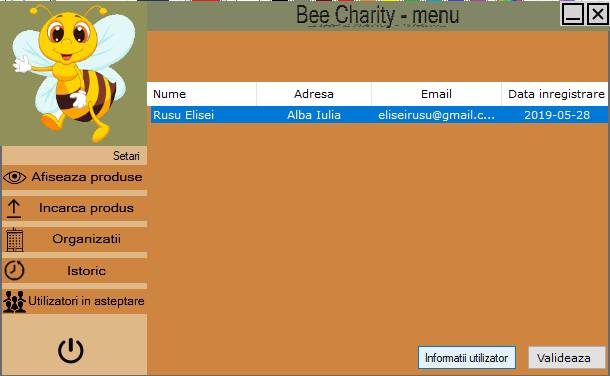 Bee Charity - menu
Setari
Afiseaza produse
Incarca produs
Organizatii
Istoric
Utilizatori in asteptare
Nume Adresa Email Data inregistrare
Rusu Elisei Alba Iulia eliseirusu@gmail.c... 2019-05-28
Informatii utilizator Valideaza